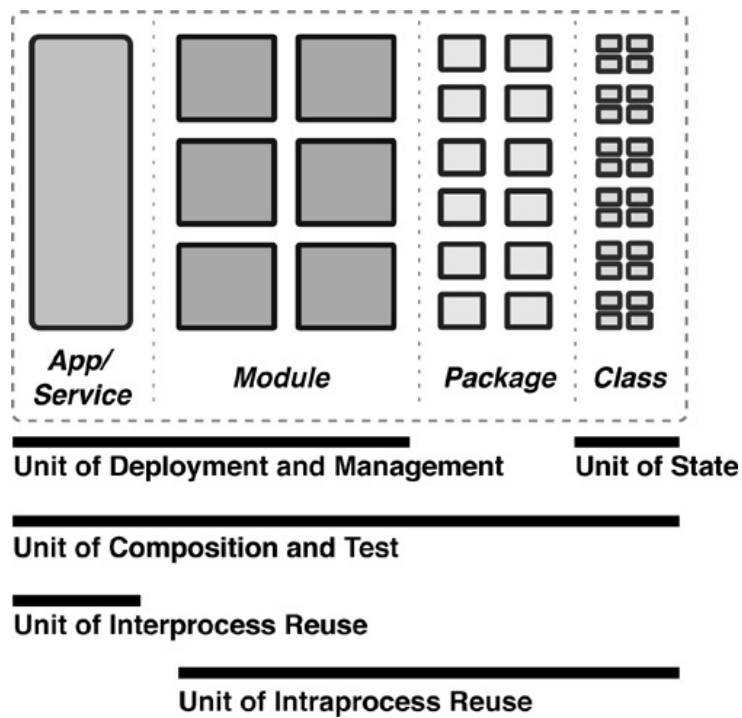 App/
Service
Module
Package
Class
Unit of Deployment and Management
Unit of State
Unit of Composition and Test
Unit of Interprocess Reuse
Unit of Intraprocess Reuse